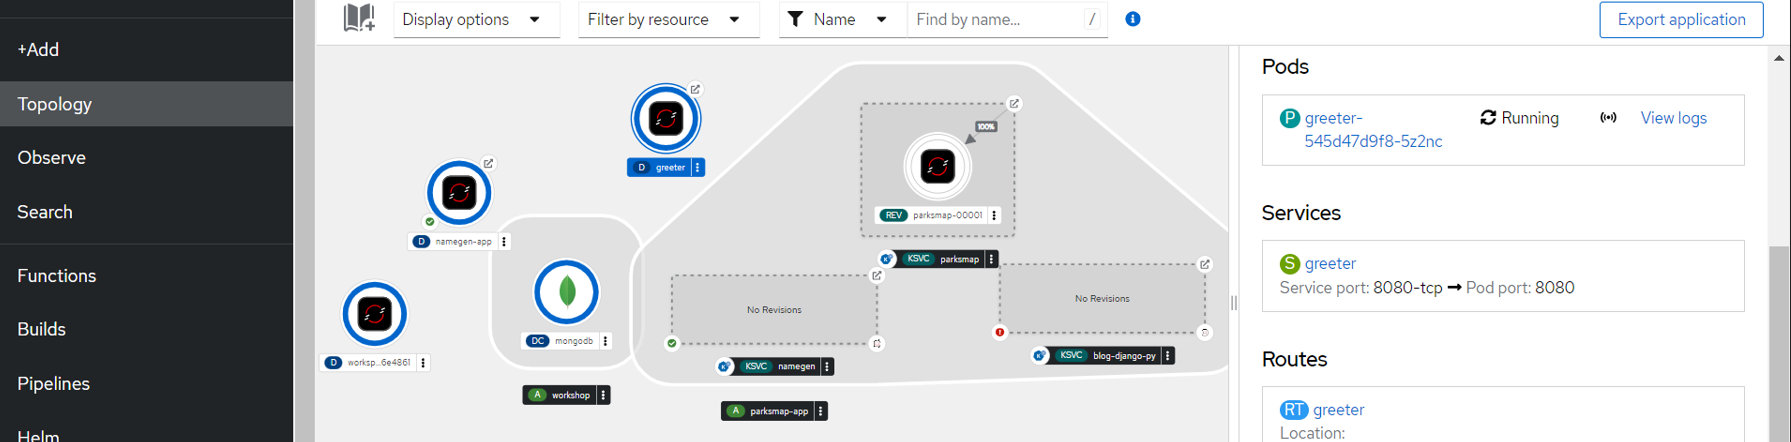 Display options
Filter by resource
Name
Find by name...
/
Export application
+Add
Topology
Observe
Search
Functions
Builds
Pipelines
Helm
D greeter
D namegen-app
D worksp...6e4861
DC mongodb
A workshop
100%
REV parksmap-00001
KSVC parksmap
No Revisions
KSVC namegen
No Revisions
KSVC blog-django-py
A parksmap-app
Pods
P greeter-
545d47d9f8-5z2nc
Running
View logs
Services
S greeter
Service port: 8080-tcp → Pod port: 8080
Routes
RT greeter
Location: